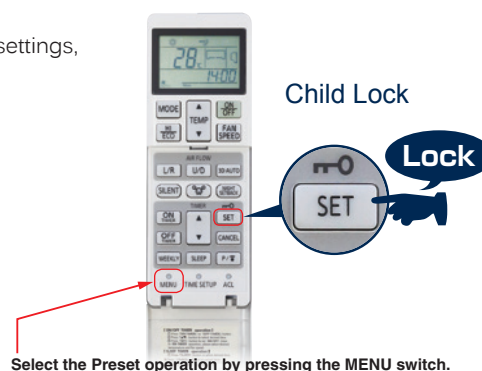 settings,
28°C
14:00
Child Lock
MODE
TEMP
ON
OFF
HI
ECO
FAN
SPEED
AIR FLOW
L/R
U/D
3D AUTO
SILENT
NIGHT
SETBACK
Lock
SET
TIMER
ON
TIMER
SET
OFF
TIMER
CANCEL
WEEKLY
SLEEP
MENU
TIME SETUP
ACL
Select the Preset operation by pressing the MENU switch.